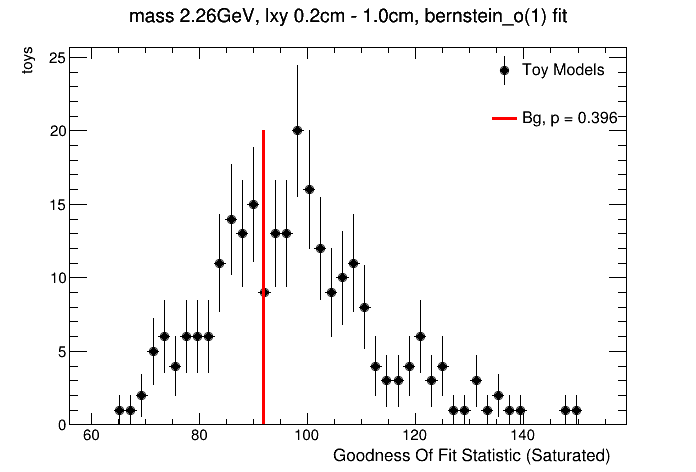 mass 2.26GeV, lxy 0.2cm - 1.0cm, bernstein_o(1) fit
toys
25
20
15
10
5
0
Toy Models
Bg, p = 0.396
60 80 100 120 140
Goodness Of Fit Statistic (Saturated)